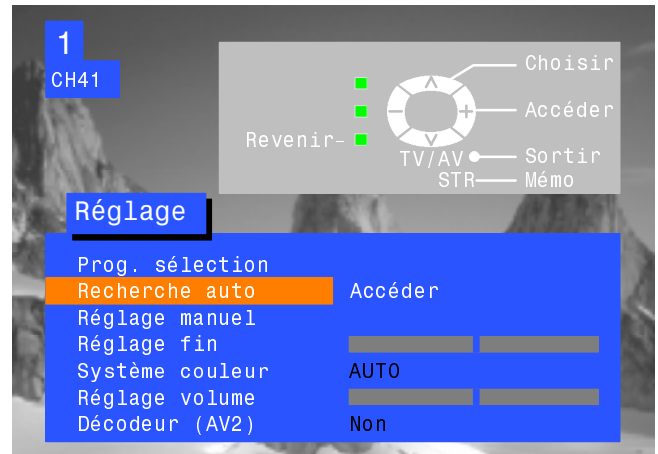 1
CH41
Choisir
Accéder
Revenir-
TV/AV Sortir
STR Mémo
Réglage
Prog. sélection
Recherche auto Accéder
Réglage manuel
Réglage fin
Système couleur AUTO
Réglage volume
Décodeur (AV2) Non